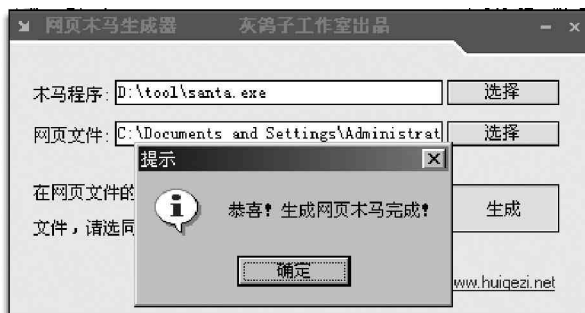 网页木马生成器 灰鸽子工作室出品
木马程序: D:\tool\santa.exe 选择
网页文件: C:\Documents and Settings\Administrat 选择
提示
在网页文件的
恭喜! 生成网页木马完成! 生成
文件，请选同
确定
ww.huigezi.net